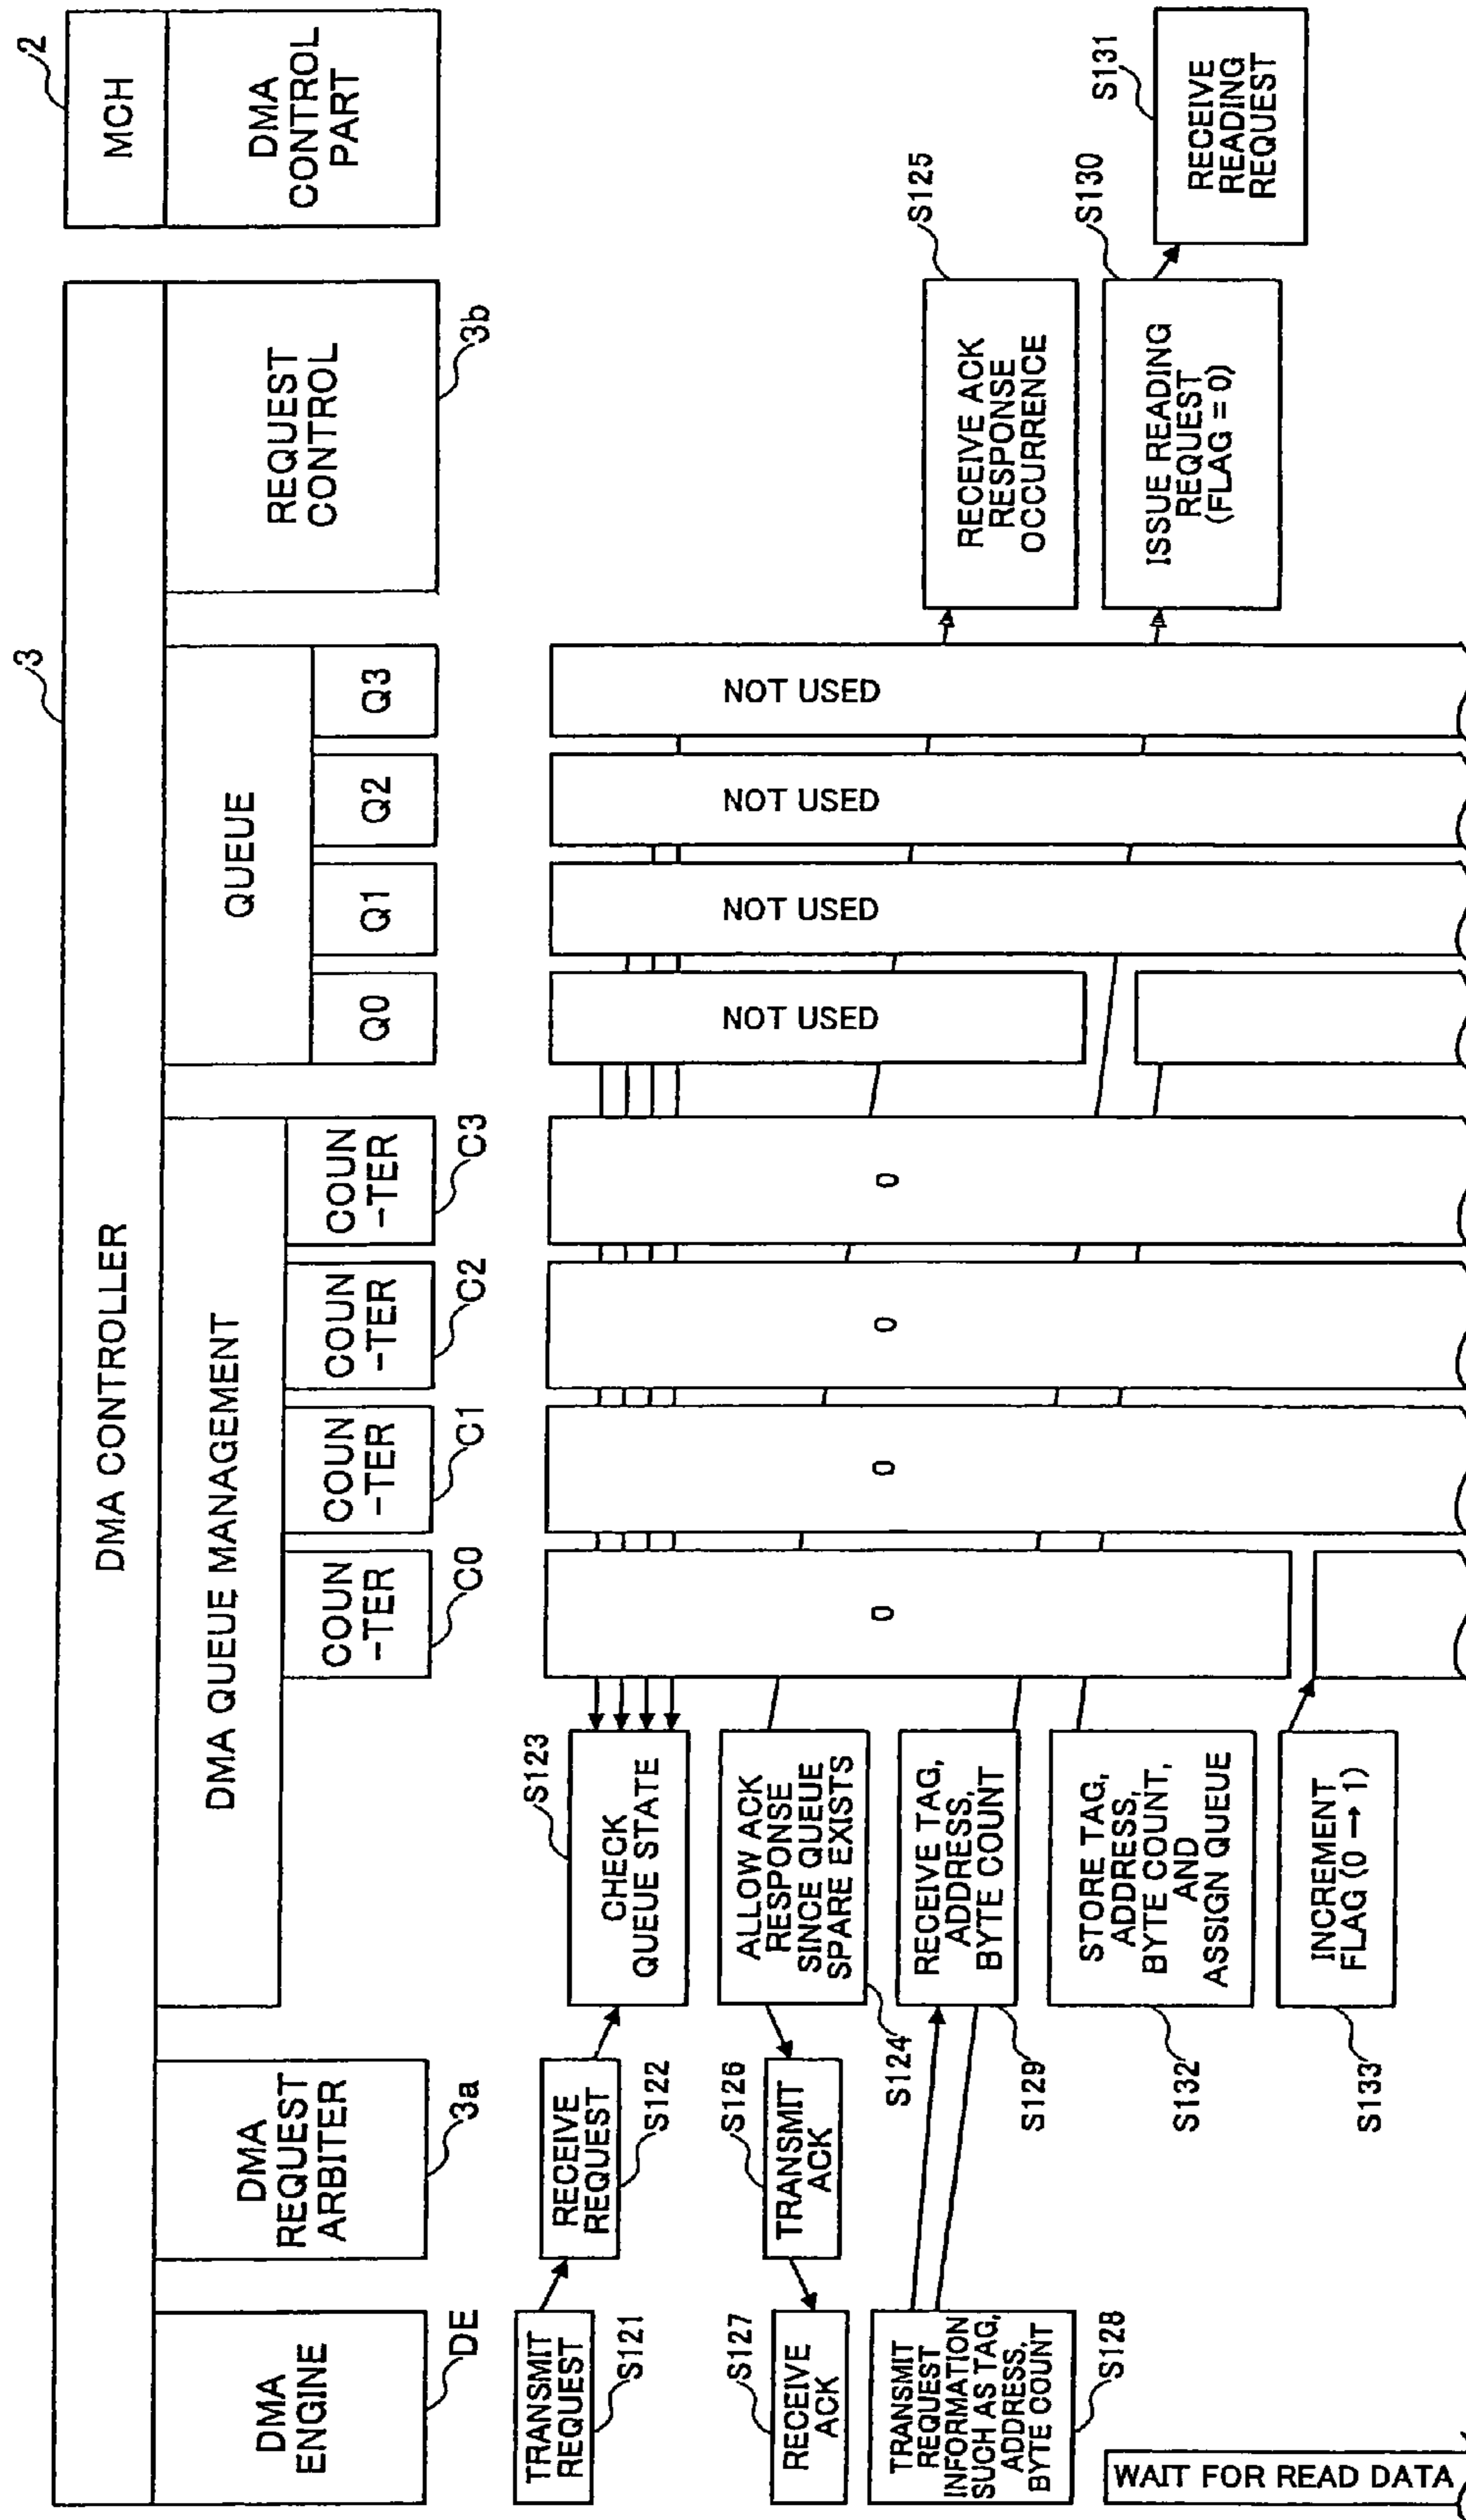 3
2
DMA CONTROLLER
MCH
DMA
ENGINE
DE
DMA
REQUEST
ARBITER
3a
DMA QUEUE MANAGEMENT
COUN
-TER
C0
COUN
-TER
C1
COUN
-TER
C2
COUN
-TER
C3
QUEUE
Q0
Q1
Q2
Q3
REQUEST
CONTROL
3b
DMA
CONTROL
PART
TRANSMIT
REQUEST
S121
RECEIVE
REQUEST
S122
S123
CHECK
QUEUE STATE
0
0
0
0
NOT USED
NOT USED
NOT USED
NOT USED
ALLOW ACK
RESPONSE
SINCE QUEUE
SPARE EXISTS
S124
S125
RECEIVE ACK
RESPONSE
OCCURRENCE
S126
TRANSMIT
ACK
S127
RECEIVE
ACK
TRANSMIT
REQUEST
INFORMATION
SUCH AS TAG,
ADDRESS,
BYTE COUNT
S128
RECEIVE TAG,
ADDRESS,
BYTE COUNT
S129
S130
ISSUE READING
REQUEST
(FLAG = 0)
S131
RECEIVE
READING
REQUEST
STORE TAG,
ADDRESS,
BYTE COUNT,
AND
ASSIGN QUEUE
S132
INCREMENT
FLAG (0 → 1)
S133
WAIT FOR READ DATA